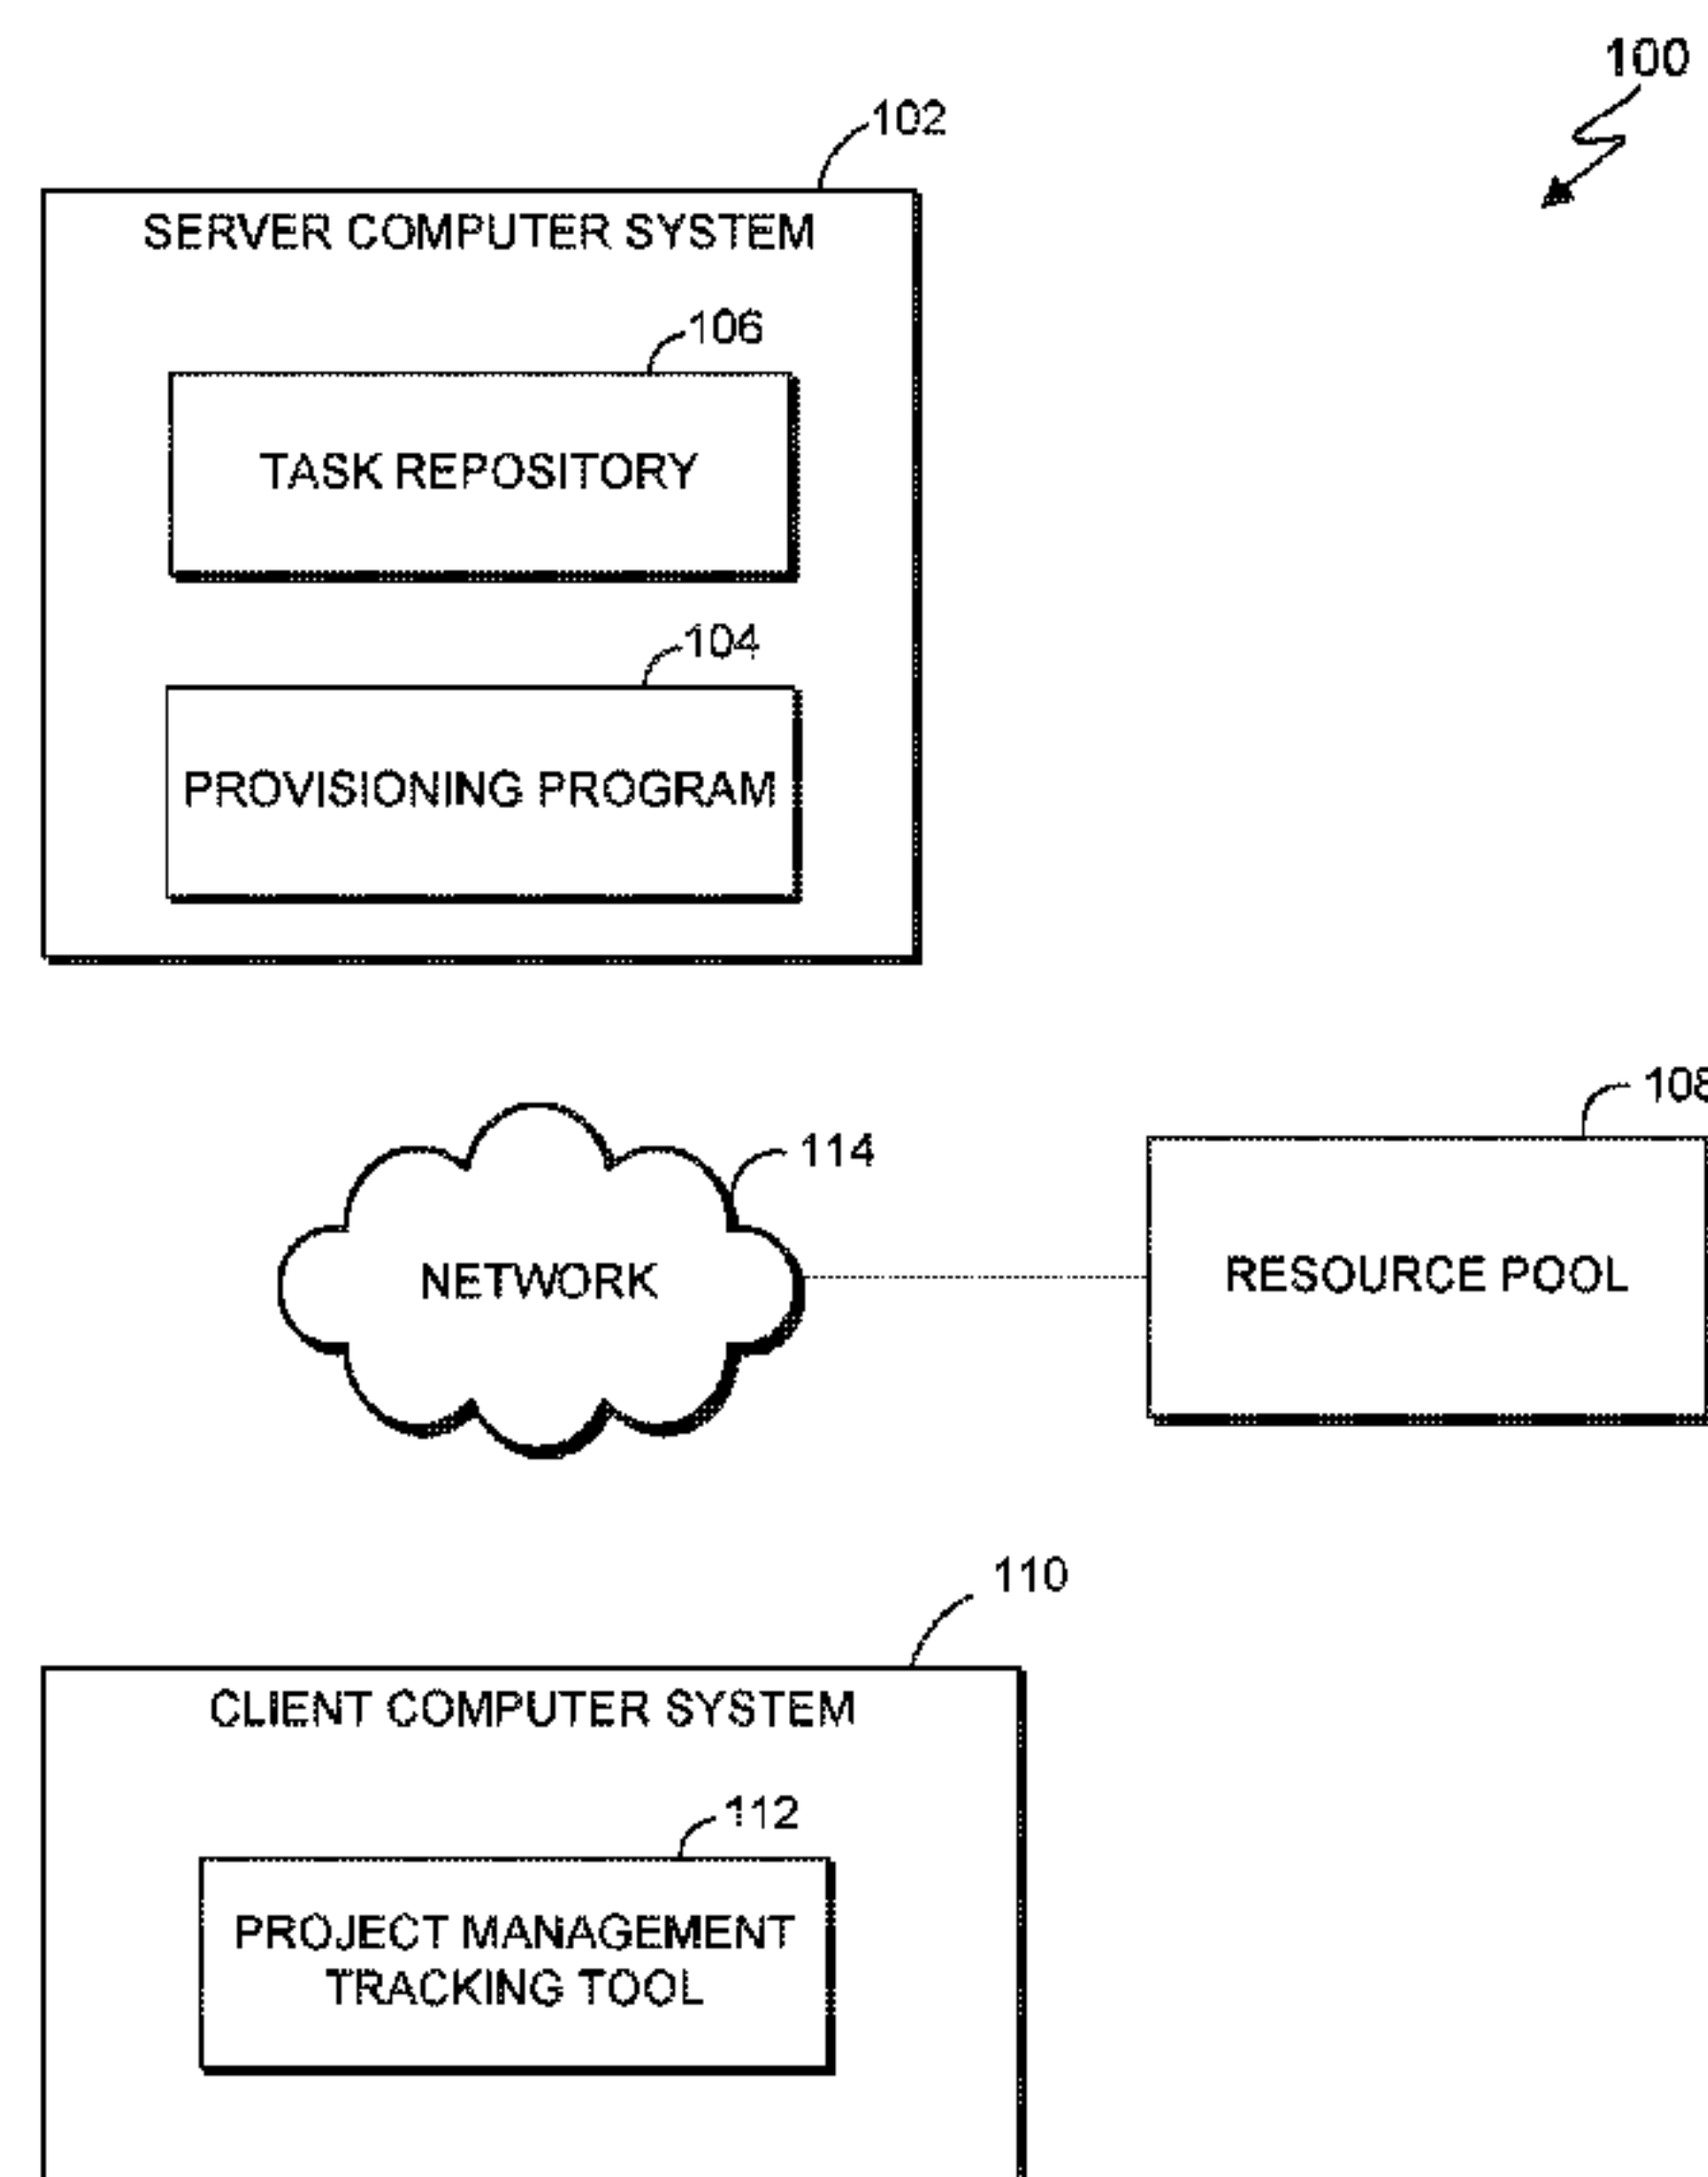 100
102
SERVER COMPUTER SYSTEM
106
TASK REPOSITORY
104
PROVISIONING PROGRAM
108
114
NETWORK
RESOURCE POOL
110
CLIENT COMPUTER SYSTEM
112
PROJECT MANAGEMENT
TRACKING TOOL